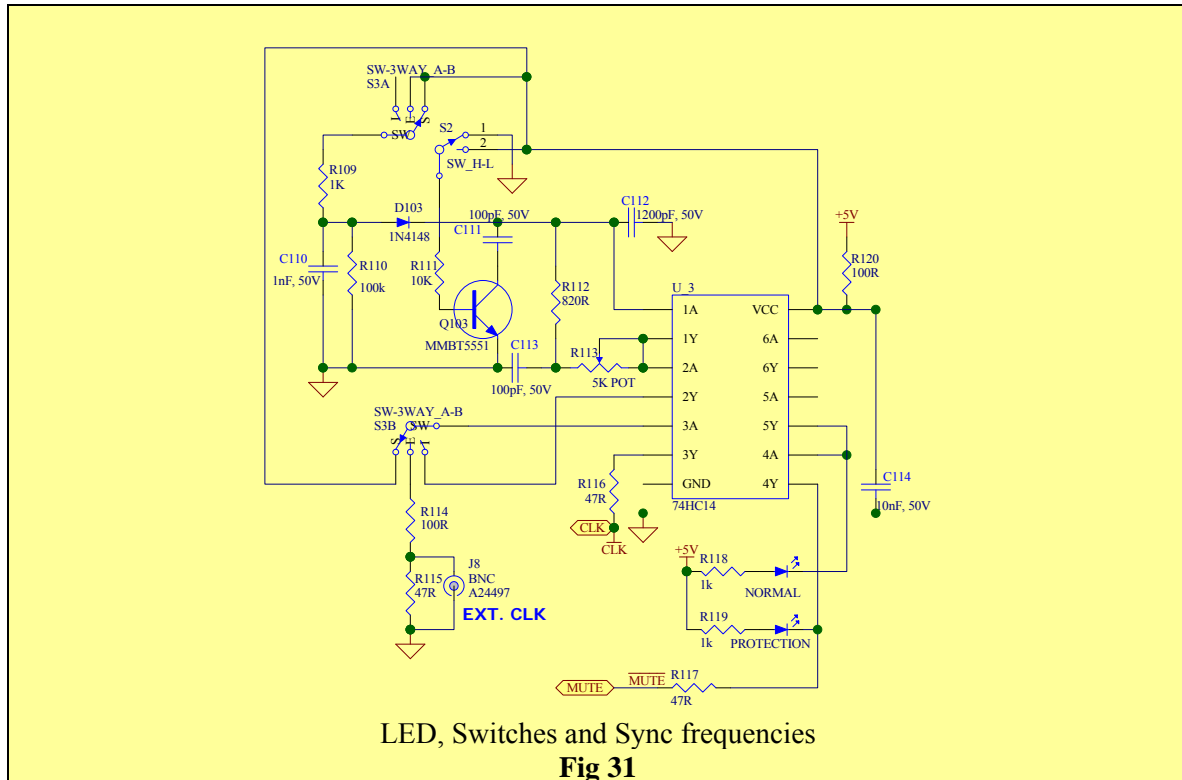 SW-3WAY_A-B
S3A
I
E
S
SW
S2
1
2
SW_H-L
R109
1K
D103
1N4148
100pF, 50V
C111
C112
1200pF, 50V
+5V
C110
1nF, 50V
R110
100k
R111
10K
R112
820R
R120
100R
Q103
MMBT5551
C113
100pF, 50V
R113
5K POT
U_3
1A
VCC
1Y
6A
2A
6Y
2Y
5A
3A
5Y
3Y
4A
GND
4Y
74HC14
SW-3WAY_A-B
S3B
SW
S
E
I
R114
100R
R116
47R
CLK
CLK
C114
10nF, 50V
J8
BNC
A24497
R115
47R
EXT. CLK
+5V
R118
1k
NORMAL
R119
1k
PROTECTION
MUTE
MUTE
R117
47R
LED, Switches and Sync frequencies
Fig 31